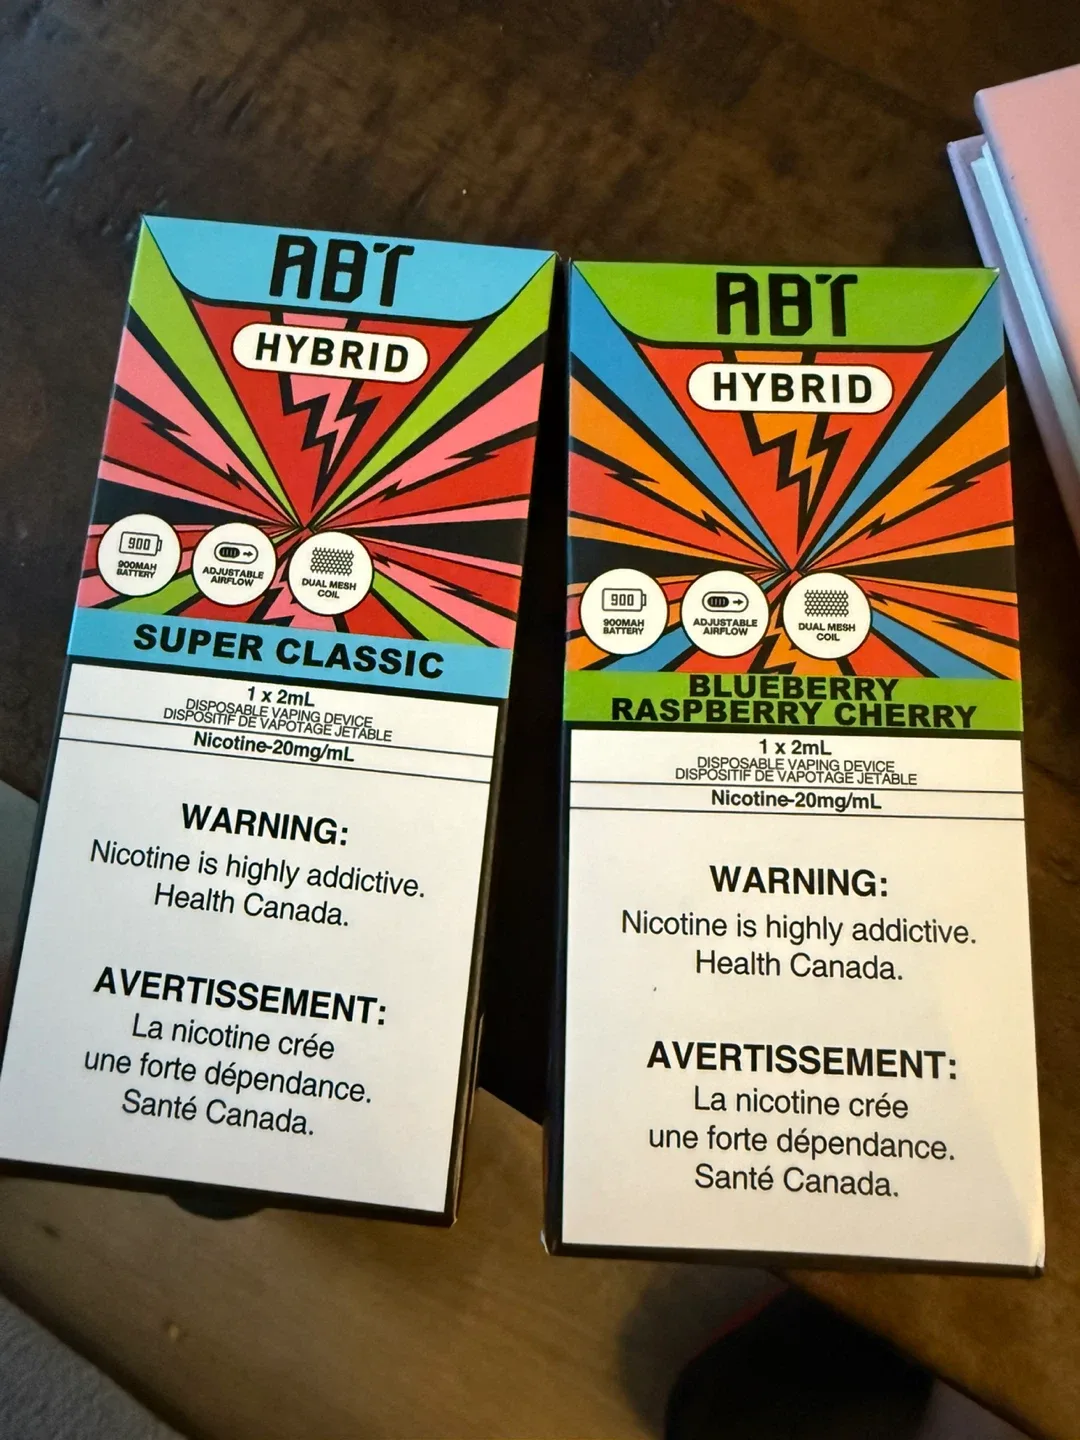 ABT
HYBRID
900
900MAH
BATTERY
ADJUSTABLE
AIRFLOW
DUAL MESH
COIL
SUPER CLASSIC
1 x 2mL
DISPOSABLE VAPING DEVICE
DISPOSITIF DE VAPOTAGE JETABLE
Nicotine-20mg/mL
WARNING:
Nicotine is highly addictive.
Health Canada.
AVERTISSEMENT:
La nicotine crée
une forte dépendance.
Santé Canada.
ABT
HYBRID
900
900MAH
BATTERY
ADJUSTABLE
AIRFLOW
DUAL MESH
COIL
BLUEBERRY
RASPBERRY CHERRY
1 x 2mL
DISPOSABLE VAPING DEVICE
DISPOSITIF DE VAPOTAGE JETABLE
Nicotine-20mg/mL
WARNING:
Nicotine is highly addictive.
Health Canada.
AVERTISSEMENT:
La nicotine crée
une forte dépendance.
Santé Canada.